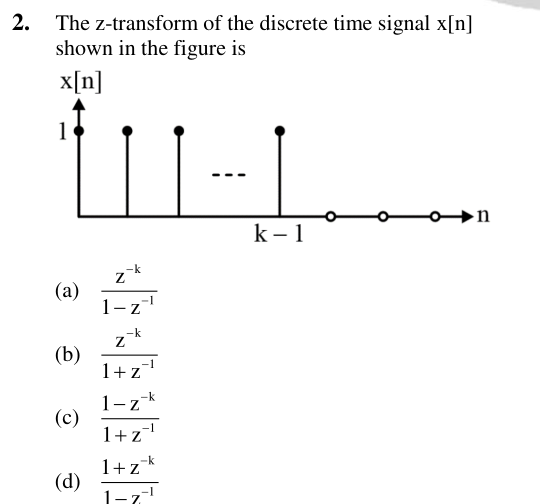 2. The z-transform of the discrete time signal x[n]
shown in the figure is
x[n]
1
n
k – 1
(a) z^{-k} / 1 – z^{-1}
(b) z^{-k} / 1 + z^{-1}
(c) 1 – z^{-k} / 1 + z^{-1}
(d) 1 + z^{-k} / 1 – z^{-1}